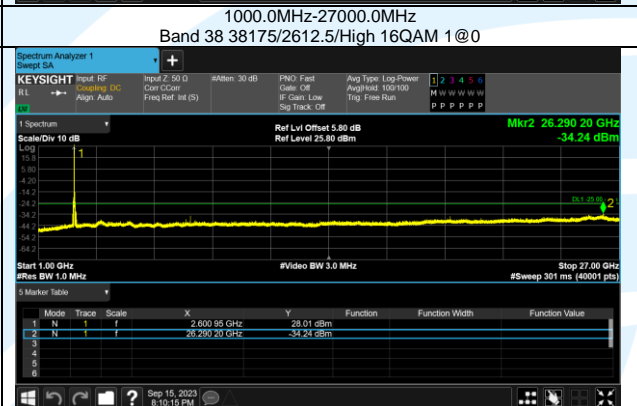 1000.0MHz-27000.0MHz
Band 38 38175/2612.5/High 16QAM 1@0
Spectrum Analyzer 1
Swept SA
+
KEYSIGHT Input: RF Input Z: 50 Ω #Atten: 30 dB PNO: Fast Avg Type: Log-Power 1 2 3 4 5 6
RL Coupling: DC Corr CCorr Gate: Off Avg|Hold: 100/100 M W W W W W
Align: Auto Freq Ref: Int (S) IF Gain: Low Trig: Free Run
Sig Track: Off P P P P P P
1 Spectrum Ref Lvl Offset 5.80 dB Mkr2 26.290 20 GHz
Scale/Div 10 dB Ref Level 25.80 dBm -34.24 dBm
Log
15.8 1
5.80
-4.20
-14.2
-24.2 DL1 -25.00 2
-34.2
-44.2
-54.2
-64.2
Start 1.00 GHz #Video BW 3.0 MHz Stop 27.00 GHz
#Res BW 1.0 MHz #Sweep 301 ms (40001 pts)
5 Marker Table
Mode Trace Scale X Y Function Function Width Function Value
1 N 1 f 2.600 95 GHz 28.01 dBm
2 N 1 f 26.290 20 GHz -34.24 dBm
3
4
5
6
? Sep 15, 2023
8:10:15 PM